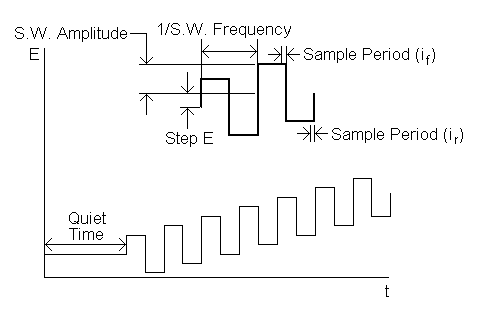 S.W. Amplitude
1/S.W. Frequency
E
Sample Period (if)
Step E
Sample Period (ir)
Quiet
Time
t